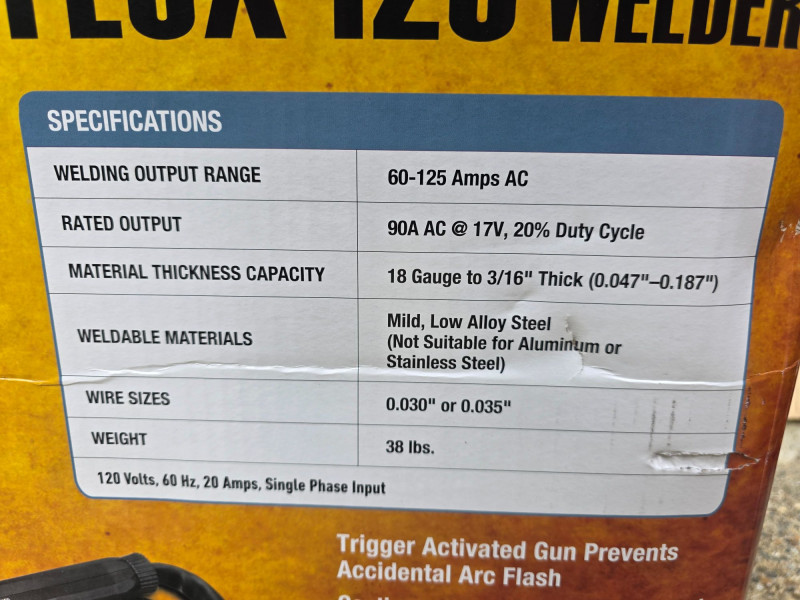 FLUX 125 WELDER
SPECIFICATIONS
WELDING OUTPUT RANGE 60-125 Amps AC
RATED OUTPUT 90A AC @ 17V, 20% Duty Cycle
MATERIAL THICKNESS CAPACITY 18 Gauge to 3/16" Thick (0.047"–0.187")
WELDABLE MATERIALS Mild, Low Alloy Steel
(Not Suitable for Aluminum or
Stainless Steel)
WIRE SIZES 0.030" or 0.035"
WEIGHT 38 lbs.
120 Volts, 60 Hz, 20 Amps, Single Phase Input
Trigger Activated Gun Prevents
Accidental Arc Flash